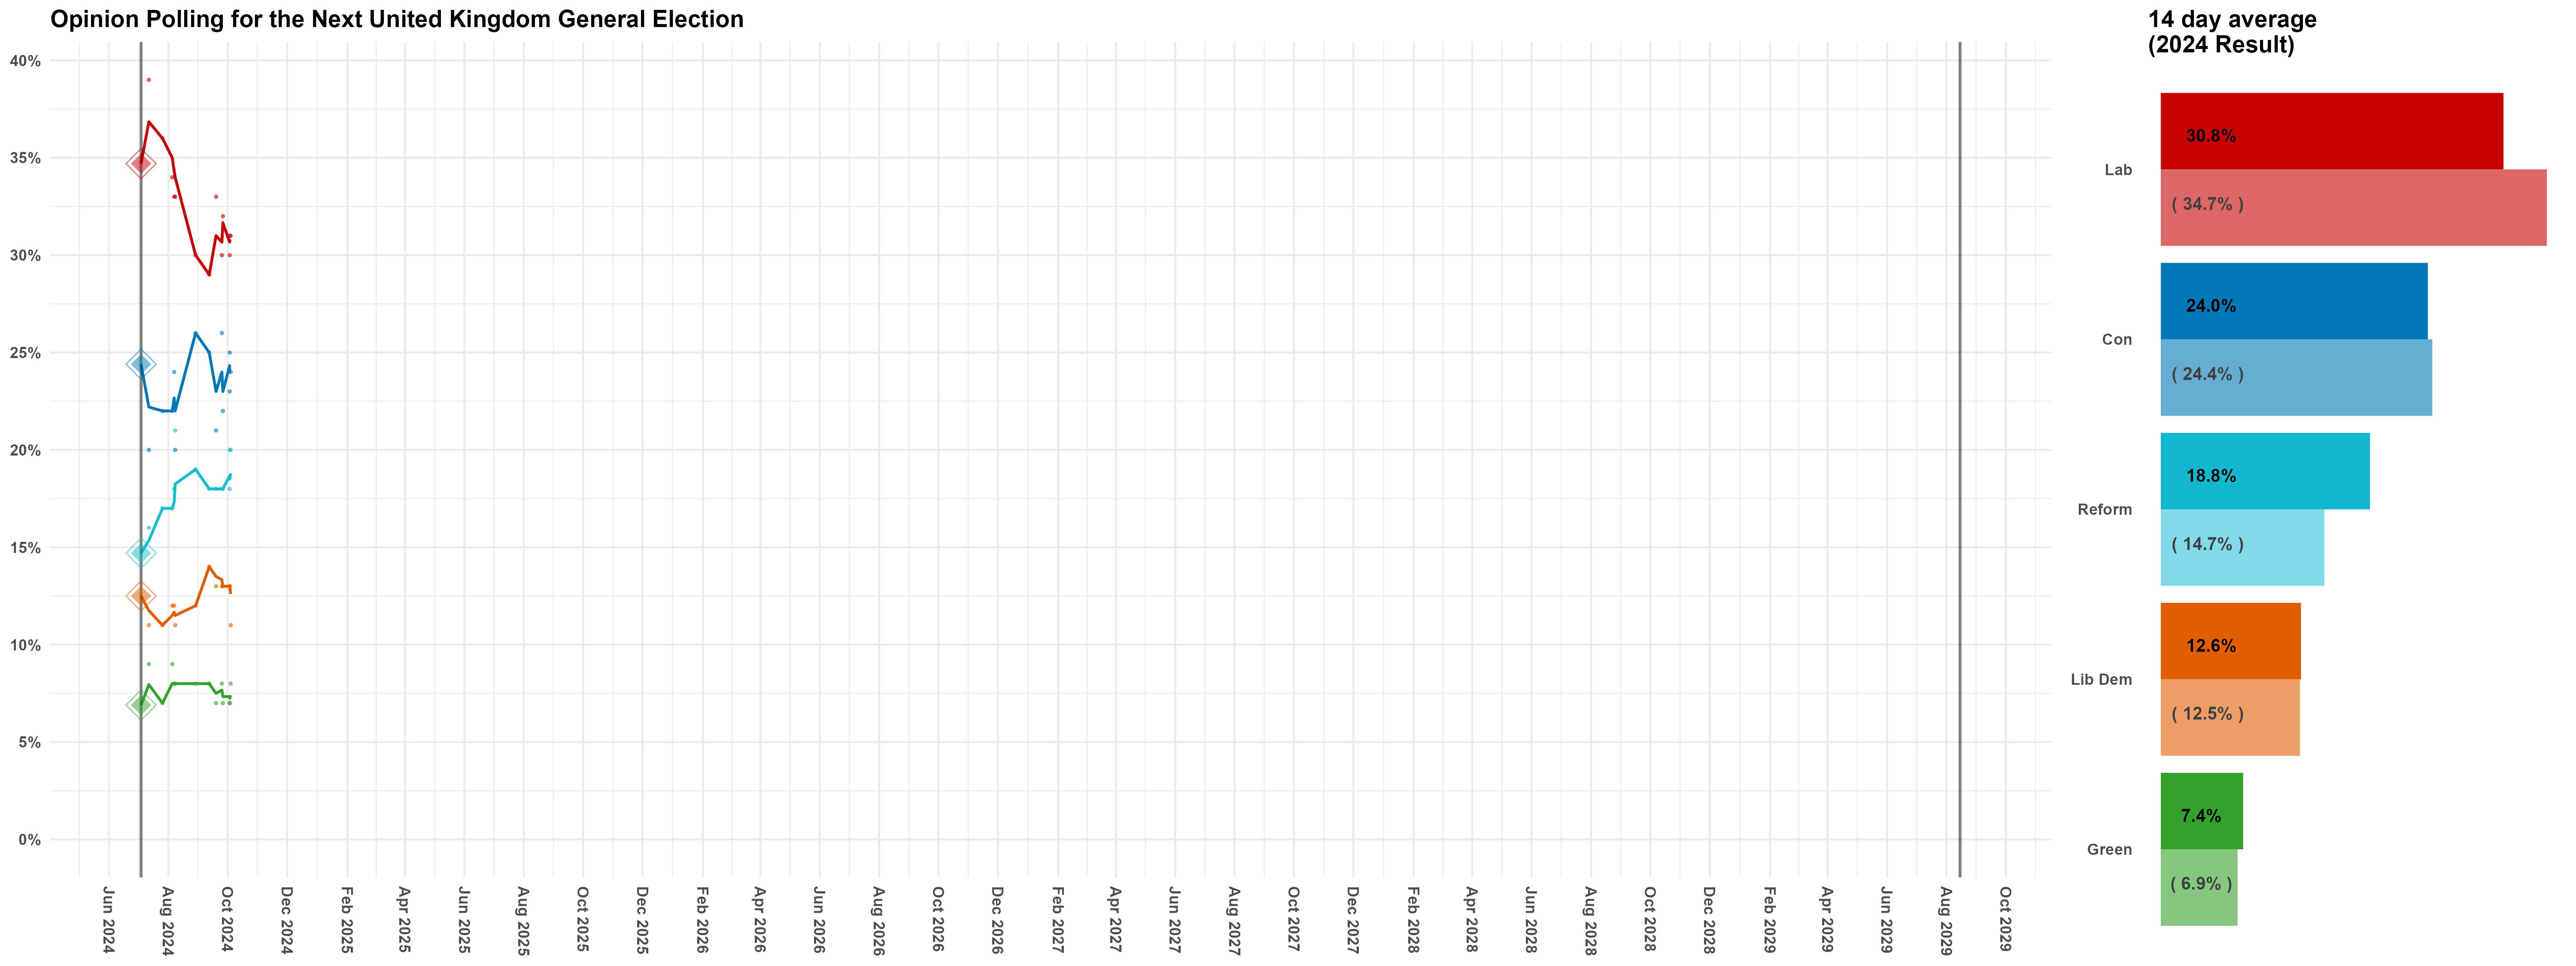 Opinion Polling for the Next United Kingdom General Election
40%
35%
30%
25%
20%
15%
10%
5%
0%
Jun 2024
Aug 2024
Oct 2024
Dec 2024
Feb 2025
Apr 2025
Jun 2025
Aug 2025
Oct 2025
Dec 2025
Feb 2026
Apr 2026
Jun 2026
Aug 2026
Oct 2026
Dec 2026
Feb 2027
Apr 2027
Jun 2027
Aug 2027
Oct 2027
Dec 2027
Feb 2028
Apr 2028
Jun 2028
Aug 2028
Oct 2028
Dec 2028
Feb 2029
Apr 2029
Jun 2029
Aug 2029
Oct 2029
14 day average
(2024 Result)
Lab
30.8%
( 34.7% )
Con
24.0%
( 24.4% )
Reform
18.8%
( 14.7% )
Lib Dem
12.6%
( 12.5% )
Green
7.4%
( 6.9% )